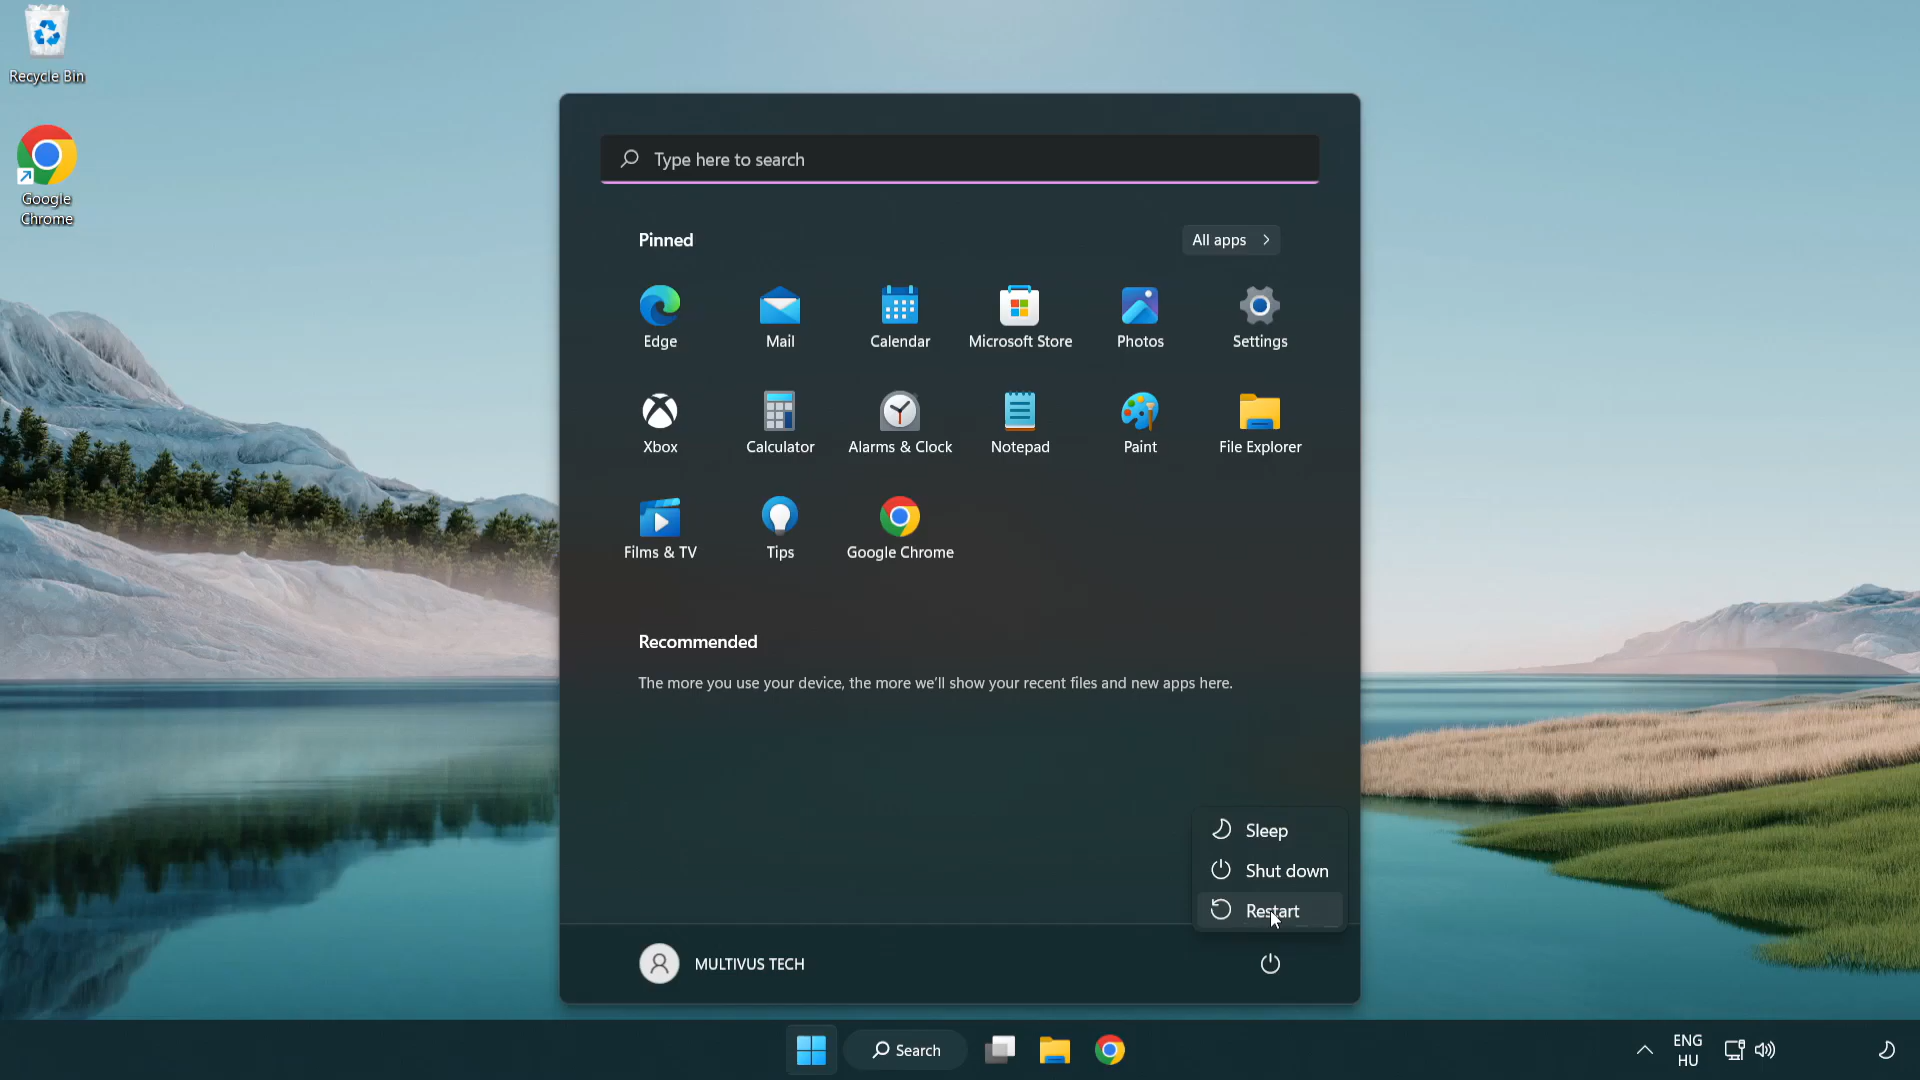 Recycle Bin
Google
Chrome
Type here to search
Pinned
All apps
Edge
Mail
Calendar
Microsoft Store
Photos
Settings
Xbox
Calculator
Alarms & Clock
Notepad
Paint
File Explorer
Films & TV
Tips
Google Chrome
Recommended
The more you use your device, the more we'll show your recent files and new apps here.
Sleep
Shut down
Restart
MULTIVUS TECH
Search
ENG
HU